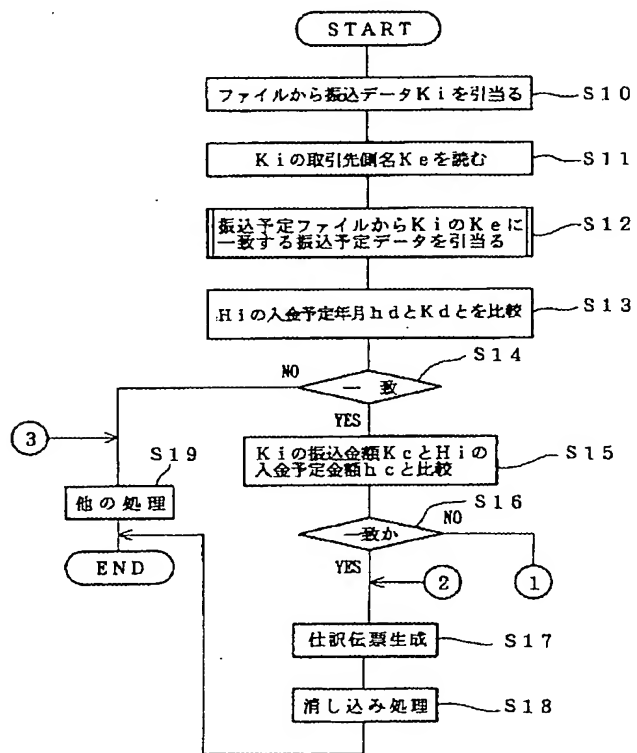 START
ファイルから振込データKiを引当る
S10
Kiの取引先側名Keを読む
S11
振込予定ファイルからKiのKeに
一致する振込予定データを引当る
S12
Hiの入金予定年月hdとKdとを比較
S13
S14
NO
一致
YES
3
Kiの振込金額KcとHiの
入金予定金額hcと比較
S15
S19
他の処理
S16
一致か
NO
END
YES
2
1
仕訳伝票生成
S17
消し込み処理
S18